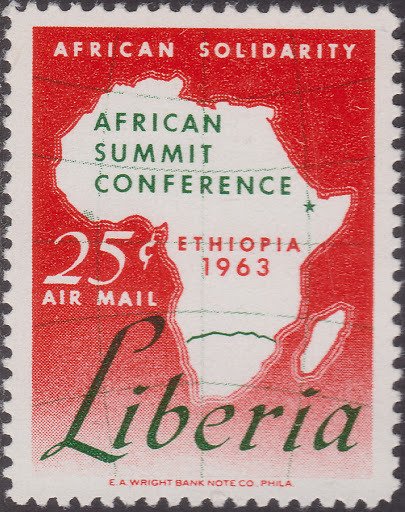 AFRICAN SOLIDARITY
AFRICAN
SUMMIT
CONFERENCE
ETHIOPIA
1963
25¢
AIR MAIL
Liberia
E.A. WRIGHT BANK NOTE CO. PHILA.